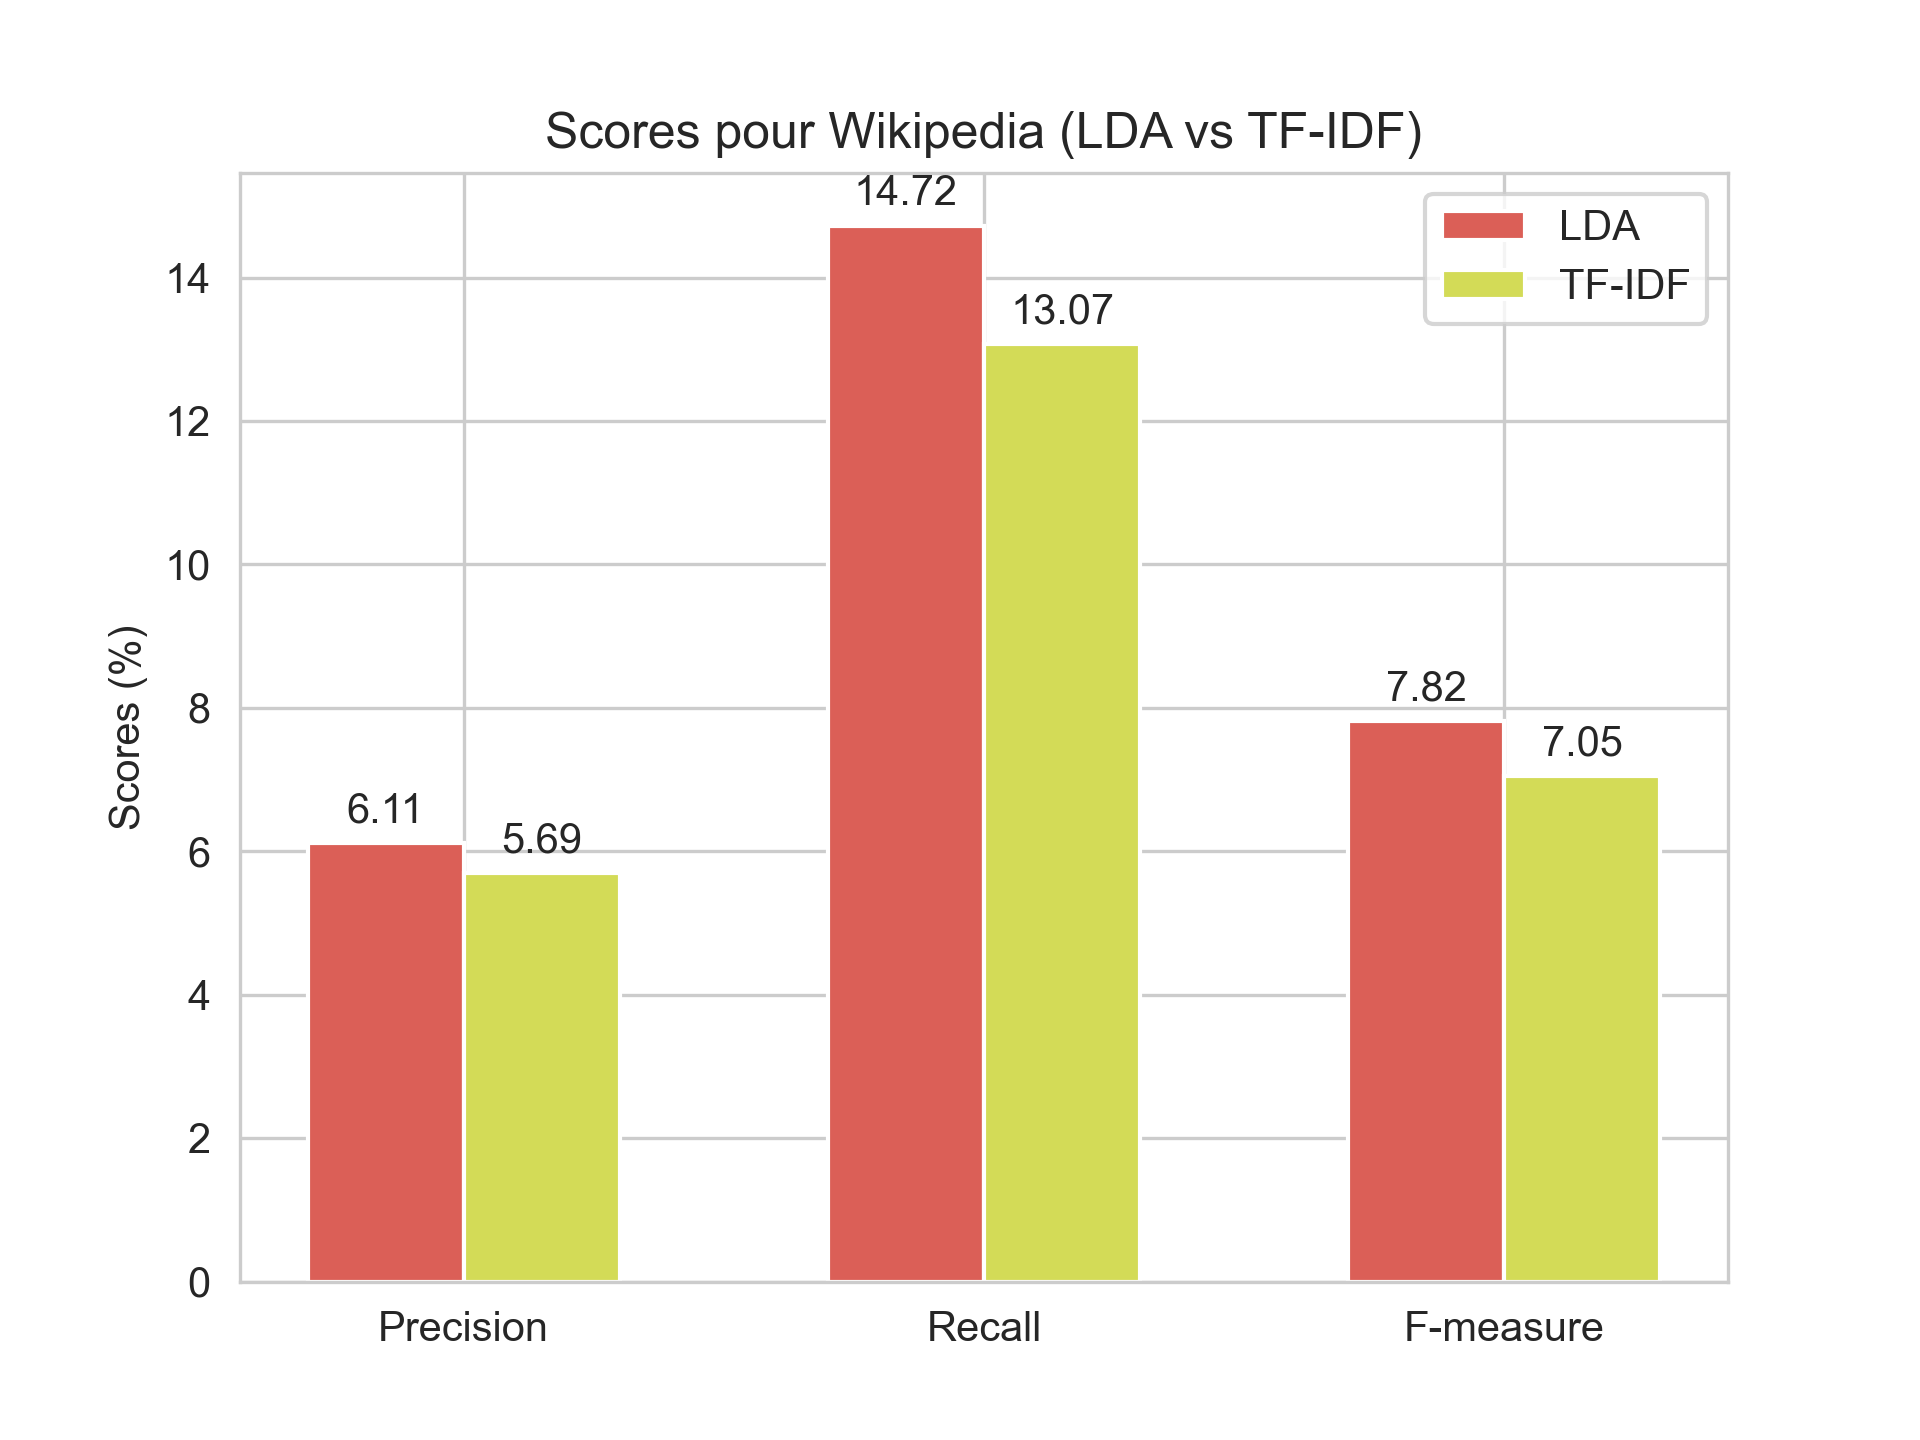 Scores pour Wikipedia (LDA vs TF-IDF)
LDA
TF-IDF
Scores (%)
14
12
10
8
6
4
2
0
6.11
5.69
14.72
13.07
7.82
7.05
Precision
Recall
F-measure